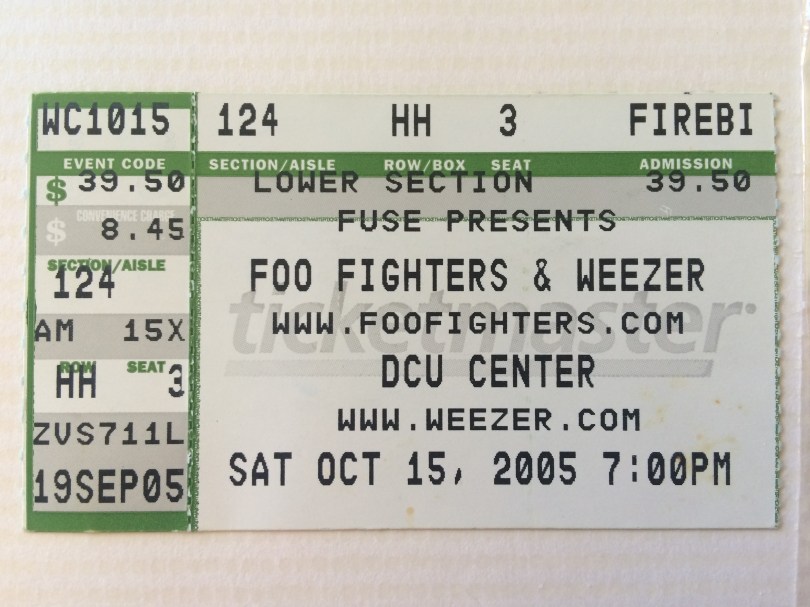 WC1015
EVENT CODE
$ 39.50
CONVENIENCE CHARGE
$ 8.45
SECTION/AISLE
124
AM 15X
ROW SEAT
HH 3
ZVS711L
19SEP05
124 HH 3 FIREBI
SECTION/AISLE ROW/BOX SEAT ADMISSION
LOWER SECTION 39.50
FUSE PRESENTS
FOO FIGHTERS & WEEZER
ticketmaster
WWW.FOOFIGHTERS.COM
DCU CENTER
WWW.WEEZER.COM
SAT OCT 15, 2005 7:00PM